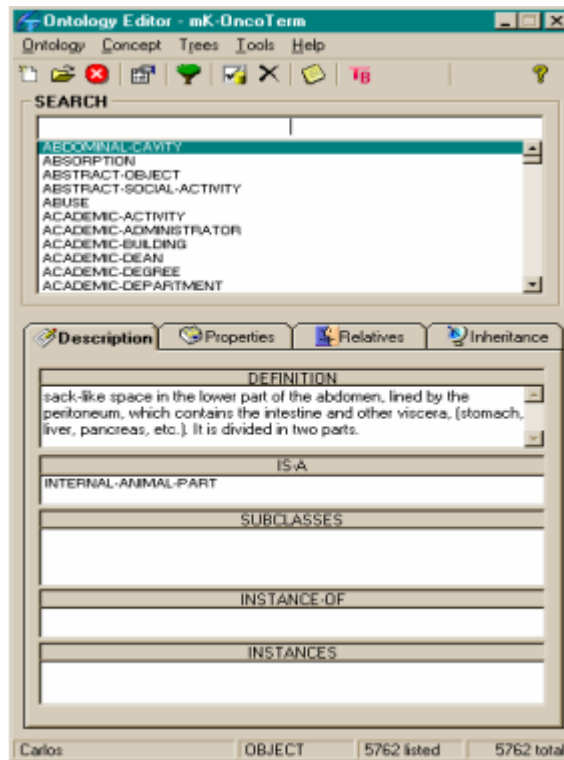 Ontology Editor - mK-OncoTerm
Ontology Concept Trees Tools Help
TB ?
SEARCH
ABDOMINAL-CAVITY
ABSORPTION
ABSTRACT-OBJECT
ABSTRACT-SOCIAL-ACTIVITY
ABUSE
ACADEMIC-ACTIVITY
ACADEMIC-ADMINISTRATOR
ACADEMIC-BUILDING
ACADEMIC-DEAN
ACADEMIC-DEGREE
ACADEMIC-DEPARTMENT
Description Properties Relatives Inheritance
DEFINITION
sack-like space in the lower part of the abdomen, lined by the
peritoneum, which contains the intestine and other viscera, (stomach,
liver, pancreas, etc.). It is divided in two parts.
IS-A
INTERNAL-ANIMAL-PART
SUBCLASSES
INSTANCE-OF
INSTANCES
Carlos OBJECT 5762 listed 5762 total